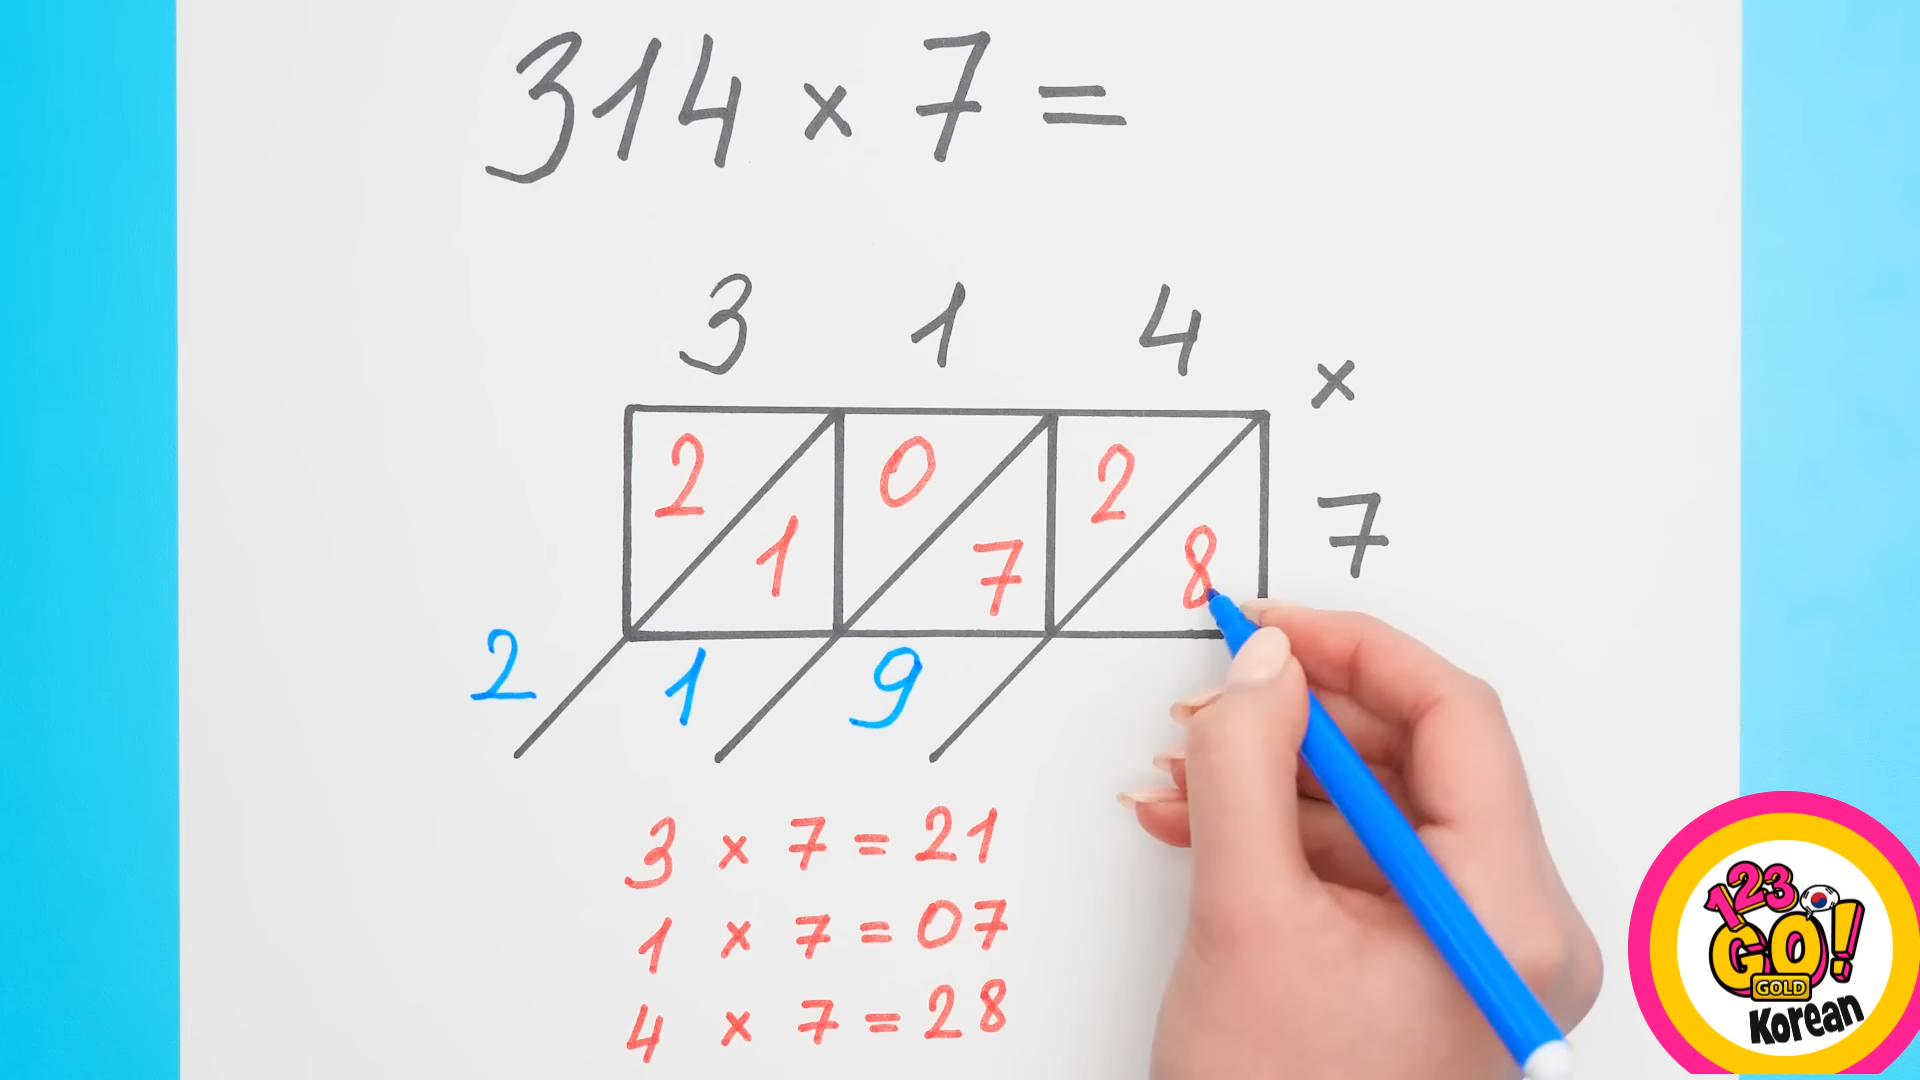 314 × 7 =
3 1 4 ×
2 0 2
1 7 8
7
2 1 9
3 × 7 = 21
1 × 7 = 07
4 × 7 = 28
123
GO!
GOLD
Korean